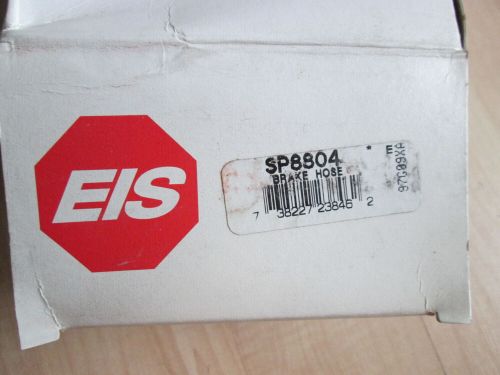 EIS
SP8804 * E
BRAKE HOSE
7 38227 23846 2